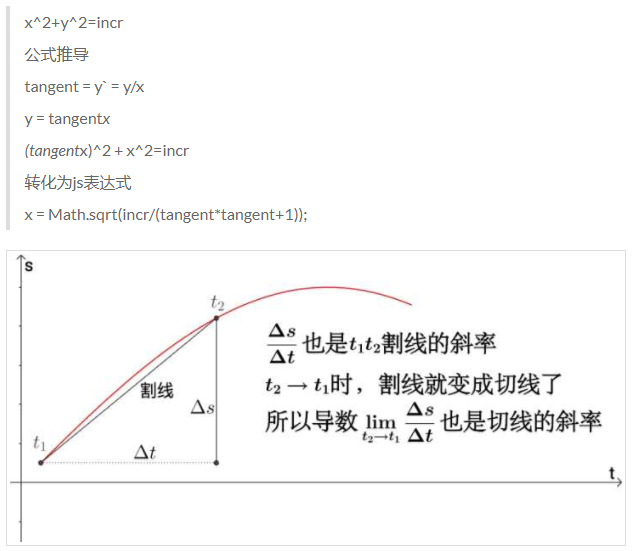 x^2+y^2=incr
公式推导
tangent = y` = y/x
y = tangentx
(tangentx)^2 + x^2=incr
转化为js表达式
x = Math.sqrt(incr/(tangent*tangent+1));
s
t₂
Δs/Δt 也是t₁t₂割线的斜率
t₂ → t₁时，割线就变成切线了
所以导数 lim t₂→t₁ Δs/Δt 也是切线的斜率
割线
Δs
t₁
Δt
t